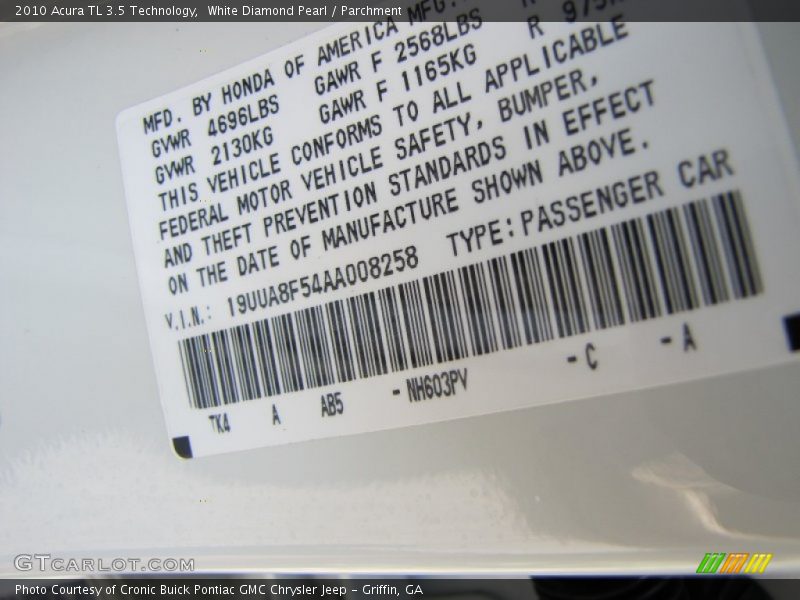 2010 Acura TL 3.5 Technology, White Diamond Pearl / Parchment
MFD. BY HONDA OF AMERICA MFG.
GVWR 4696LBS GAWR F 2568LBS
GVWR 2130KG GAWR F 1165KG R
THIS VEHICLE CONFORMS TO ALL APPLICABLE
FEDERAL MOTOR VEHICLE SAFETY, BUMPER,
AND THEFT PREVENTION STANDARDS IN EFFECT
ON THE DATE OF MANUFACTURE SHOWN ABOVE.
V.I.N.: 19UUA8F54AA008258 TYPE: PASSENGER CAR
TK4 A AB5 - NH603PV - C - A
GTCARLOT.COM
Photo Courtesy of Cronic Buick Pontiac GMC Chrysler Jeep - Griffin, GA